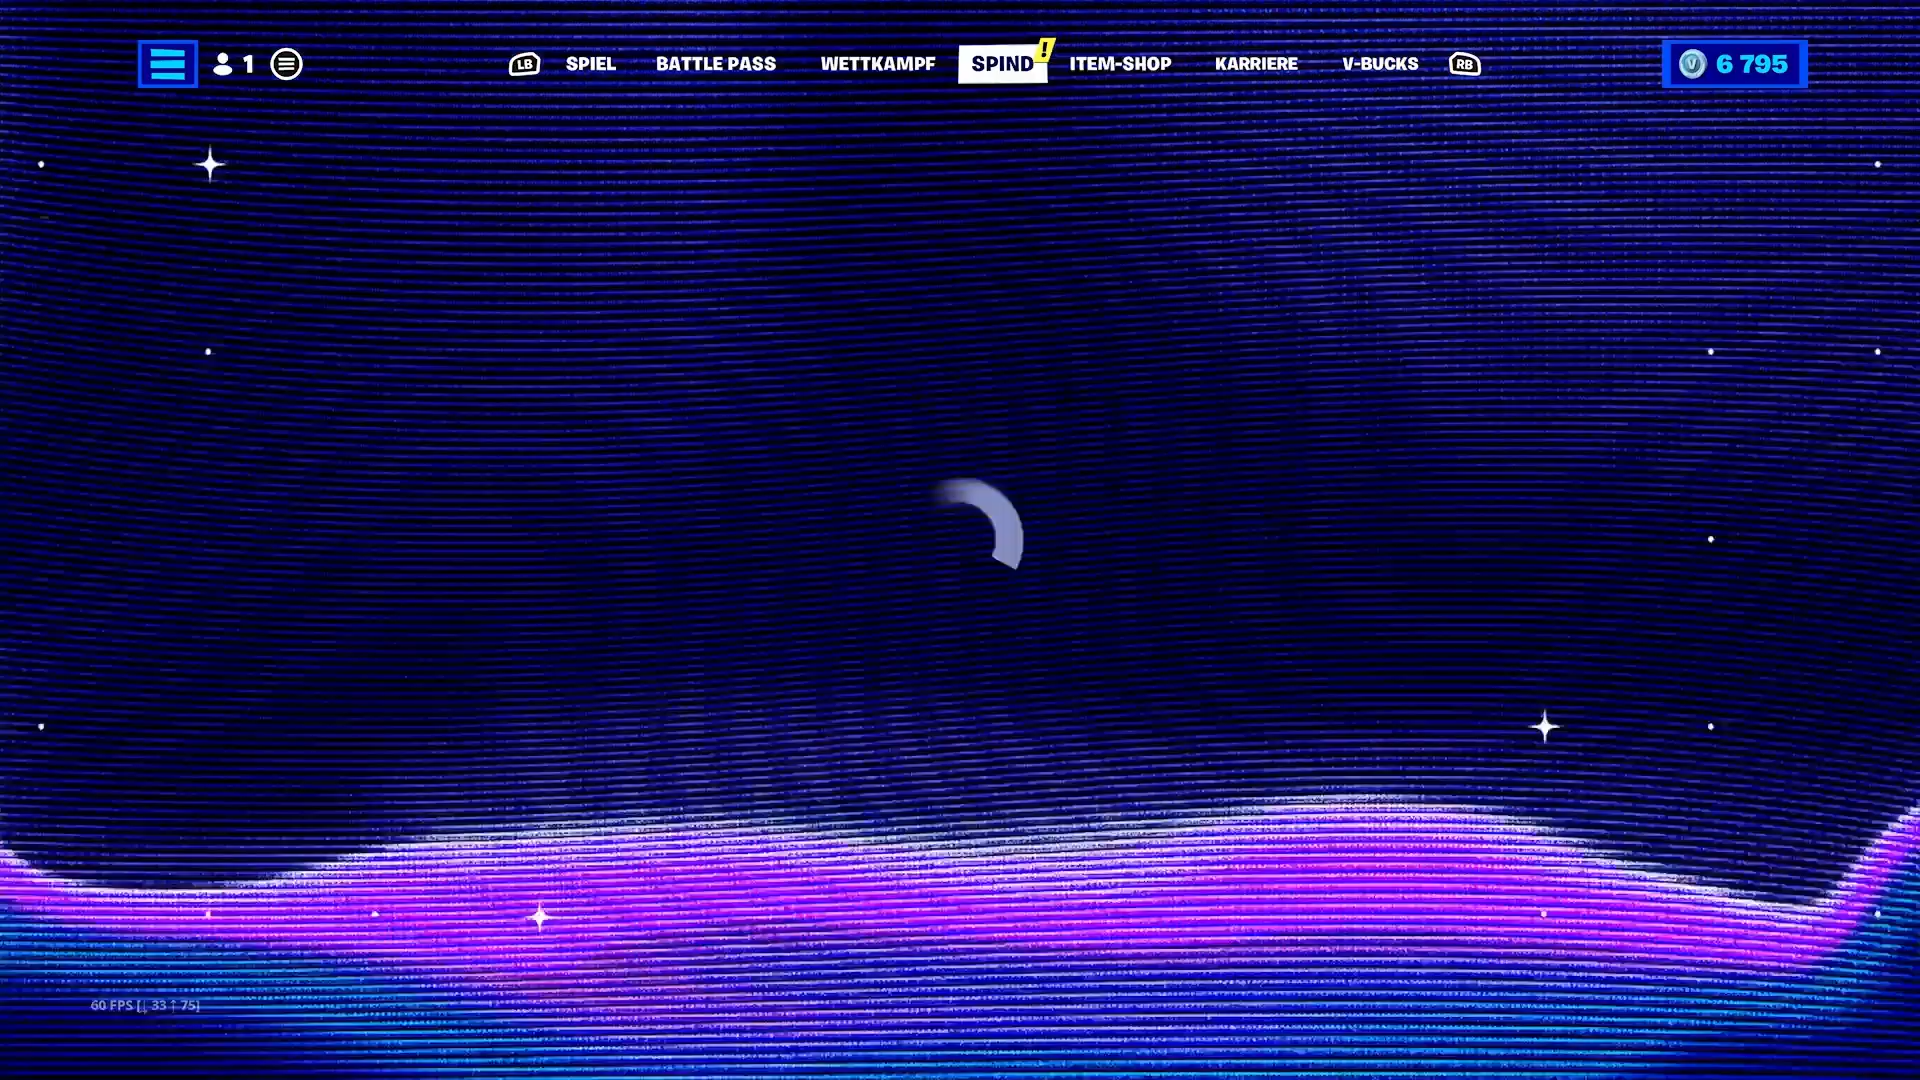 1
LB SPIEL BATTLE PASS WETTKAMPF SPIND ! ITEM-SHOP KARRIERE V-BUCKS RB
V 6 795
60 FPS [↓ 33 ↑ 75]